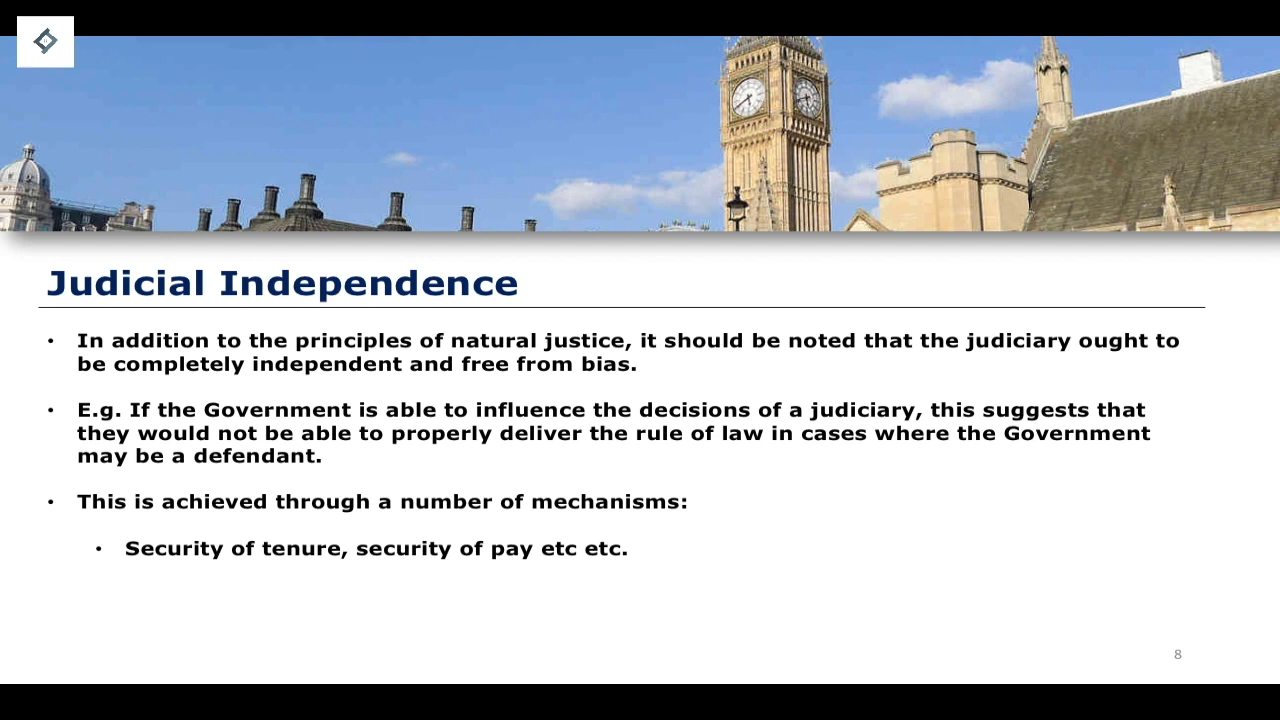 Judicial Independence
• In addition to the principles of natural justice, it should be noted that the judiciary ought to
be completely independent and free from bias.
• E.g. If the Government is able to influence the decisions of a judiciary, this suggests that
they would not be able to properly deliver the rule of law in cases where the Government
may be a defendant.
• This is achieved through a number of mechanisms:
• Security of tenure, security of pay etc etc.
8